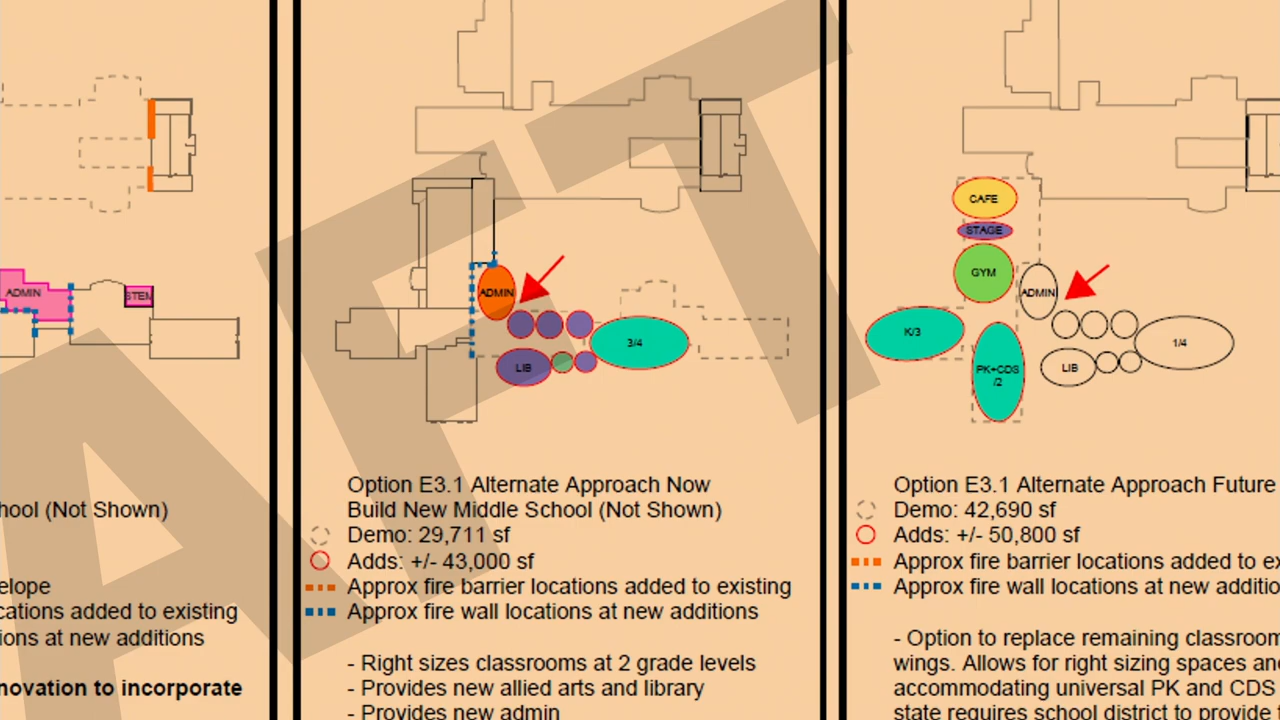 ADMIN
STEM
hool (Not Shown)
elope
cations added to existing
ions at new additions
novation to incorporate
ADMIN
3/4
LIB
Option E3.1 Alternate Approach Now
Build New Middle School (Not Shown)
Demo: 29,711 sf
Adds: +/- 43,000 sf
Approx fire barrier locations added to existing
Approx fire wall locations at new additions
- Right sizes classrooms at 2 grade levels
- Provides new allied arts and library
- Provides new admin
CAFE
STAGE
GYM
ADMIN
K/3
PK+CDS
/2
LIB
1/4
Option E3.1 Alternate Approach Future
Demo: 42,690 sf
Adds: +/- 50,800 sf
Approx fire barrier locations added to ex
Approx fire wall locations at new additio
- Option to replace remaining classroom
wings. Allows for right sizing spaces and
accommodating universal PK and CDS
state requires school district to provide t
AFT